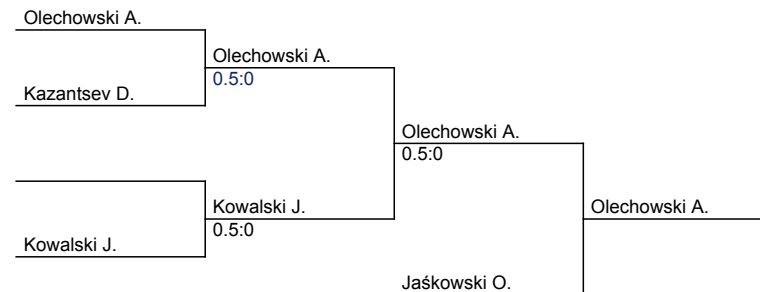 Olechowski A.
Olechowski A.
0.5:0
Kazantsev D.
Olechowski A.
0.5:0
Kowalski J.
0.5:0
Olechowski A.
Kowalski J.
Jaśkowski O.